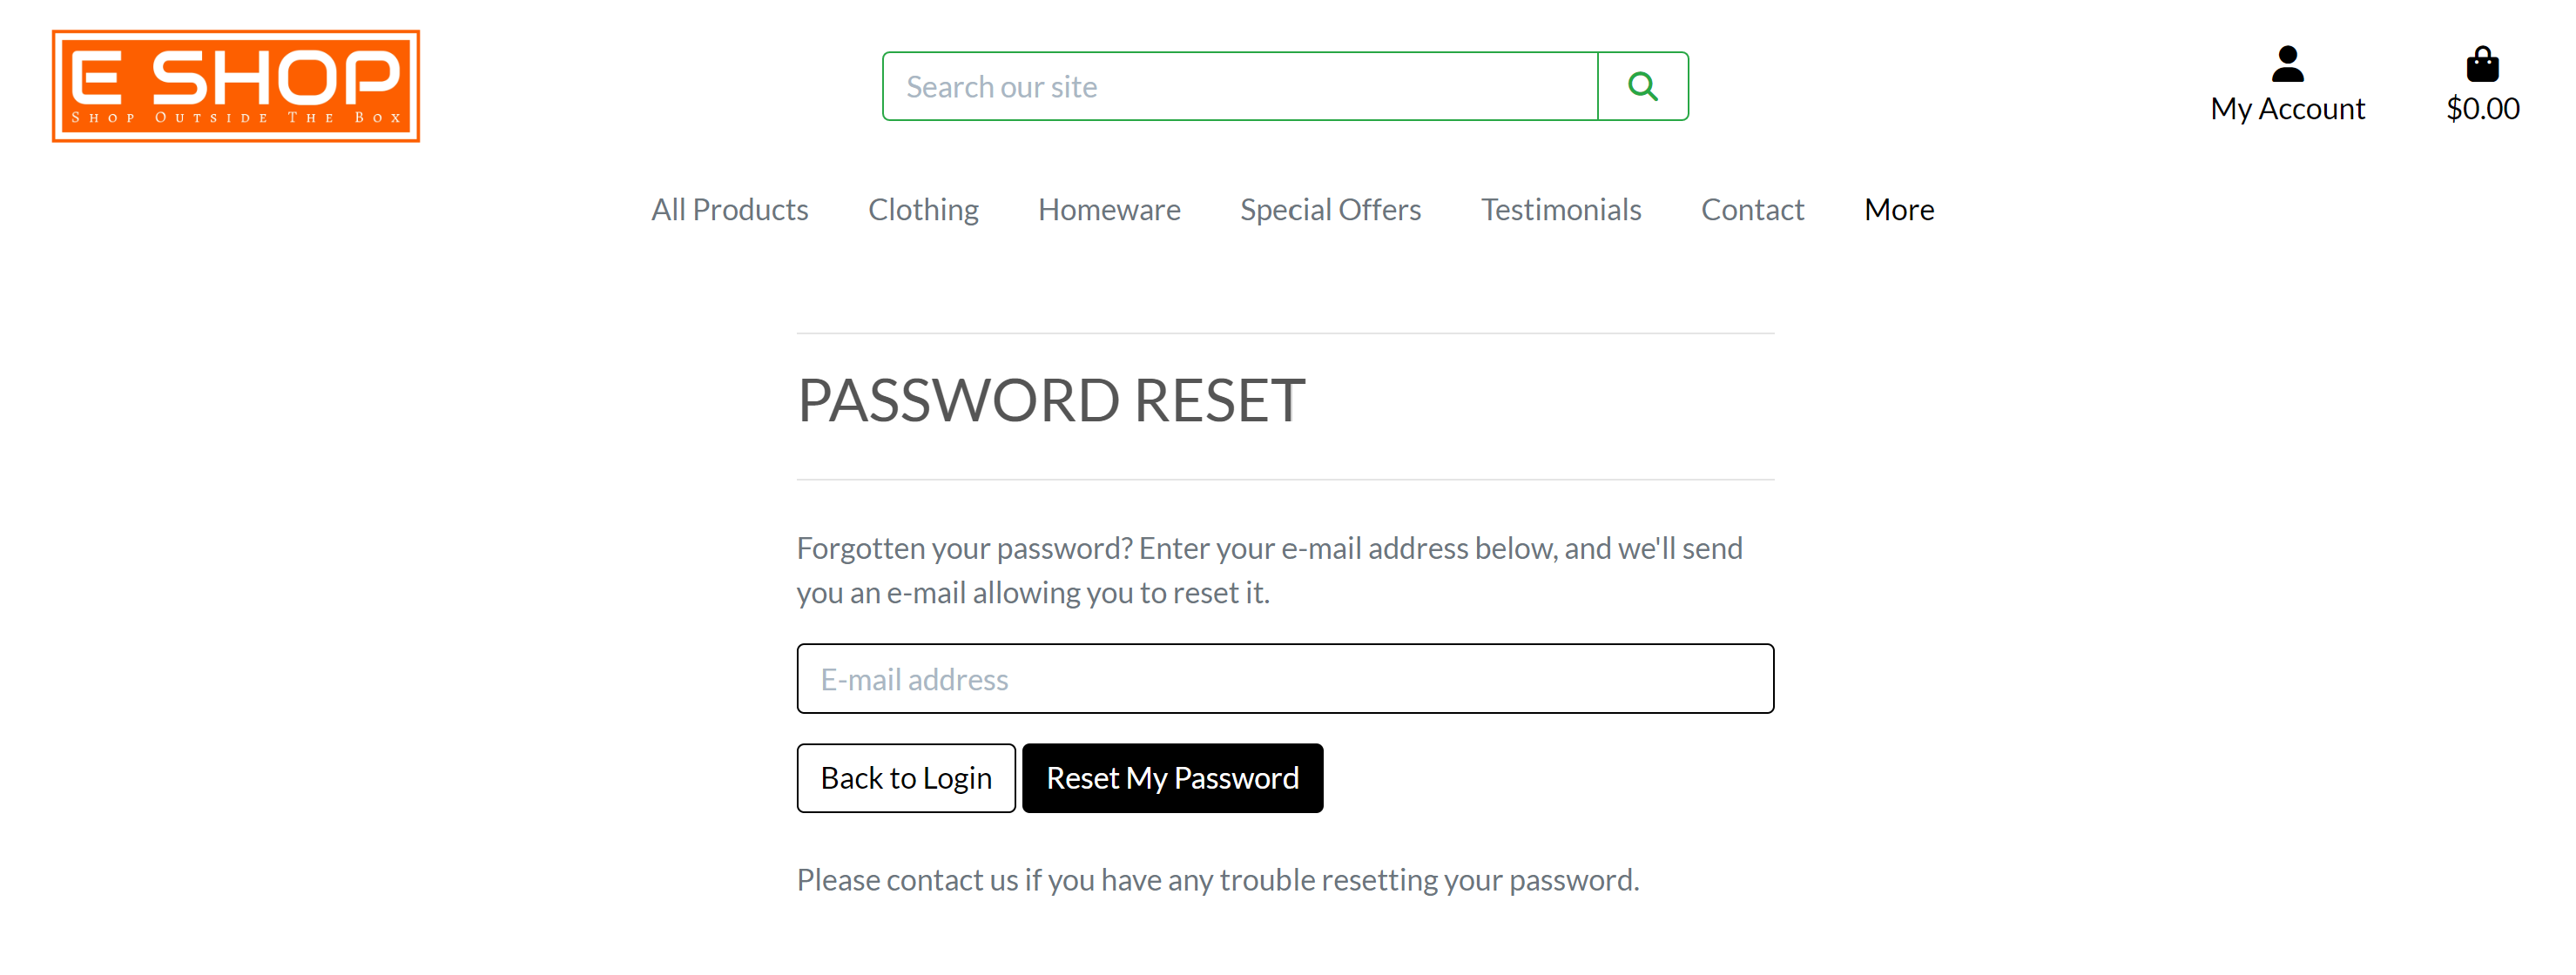 E SHOP
Shop Outside The Box
Search our site
My Account
$0.00
All Products Clothing Homeware Special Offers Testimonials Contact More
PASSWORD RESET
Forgotten your password? Enter your e-mail address below, and we'll send
you an e-mail allowing you to reset it.
E-mail address
Back to Login Reset My Password
Please contact us if you have any trouble resetting your password.